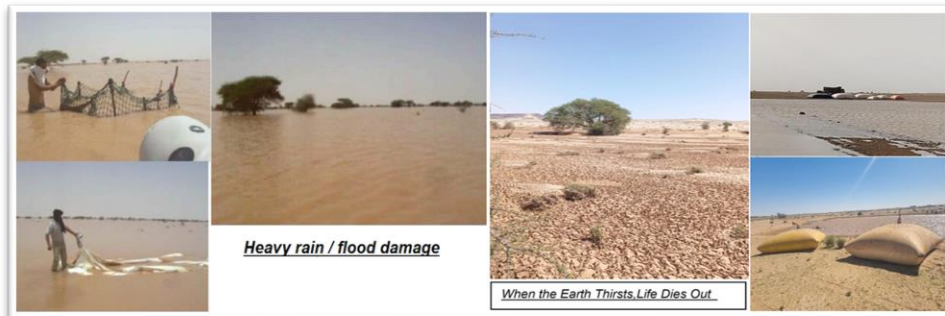 Heavy rain / flood damage
When the Earth Thirsts,Life Dies Out